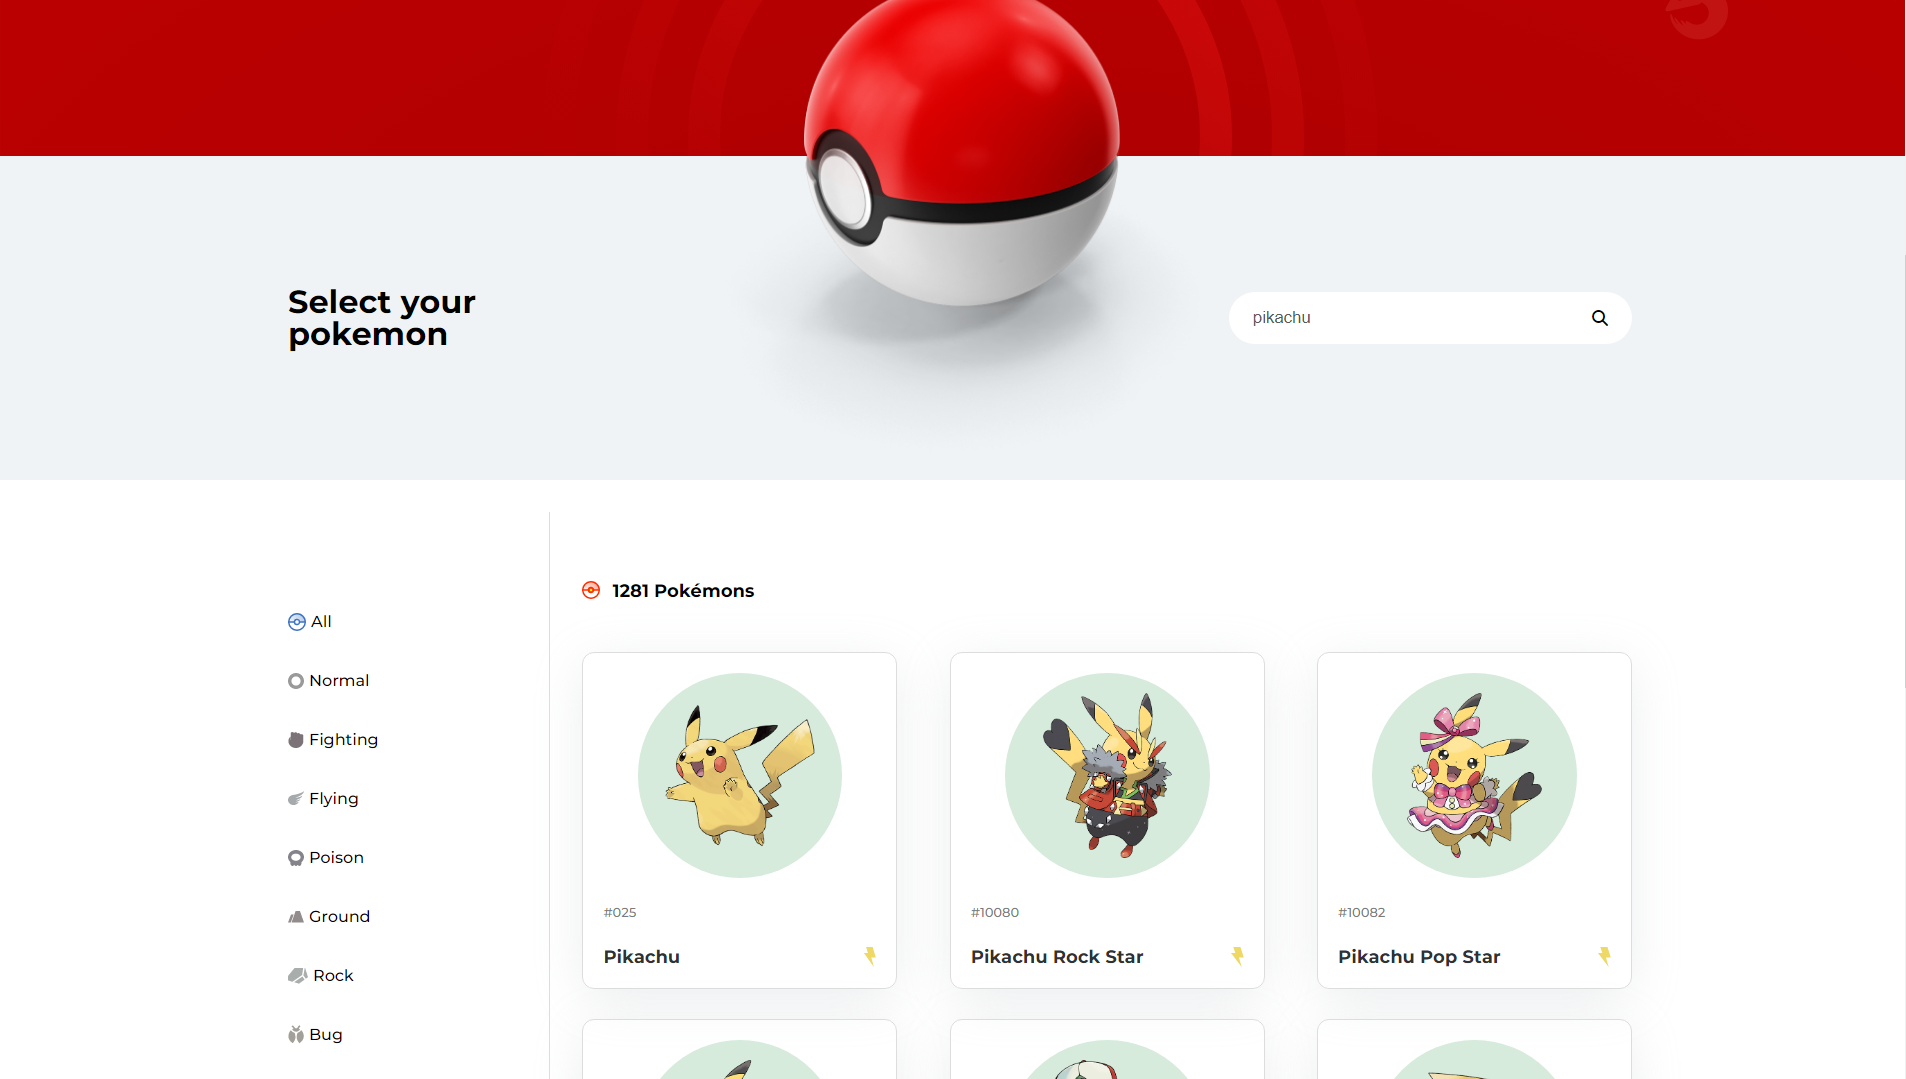 Select your
pokemon
pikachu
1281 Pokémons
All
Normal
Fighting
Flying
Poison
Ground
Rock
Bug
#025
Pikachu
#10080
Pikachu Rock Star
#10082
Pikachu Pop Star